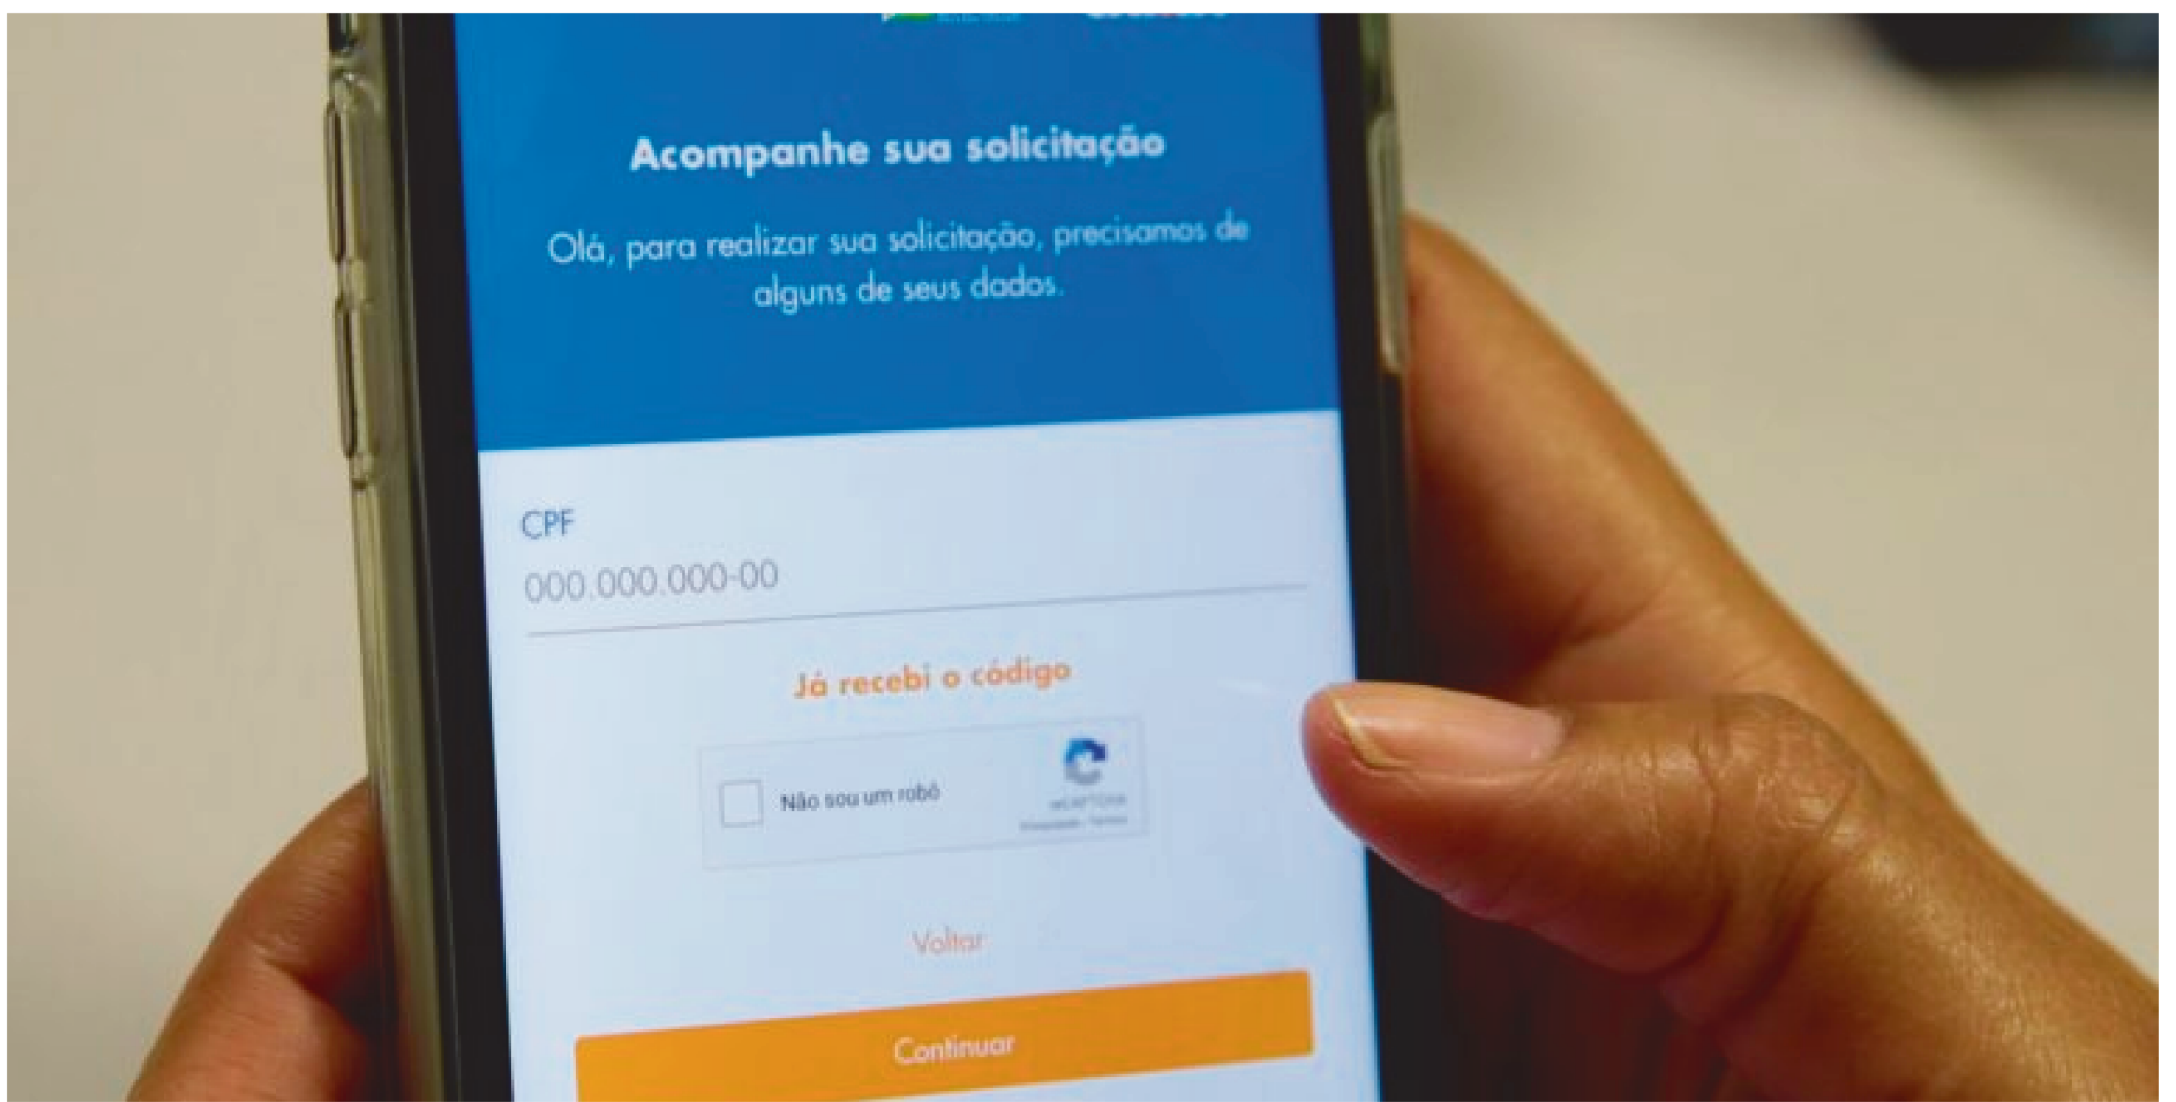 Acompanhe sua solicitação
Olá, para realizar sua solicitação, precisamos de
alguns de seus dados.
CPF
000.000.000-00
Já recebi o código
Não sou um robô
reCAPTCHA
Voltar
Continuar